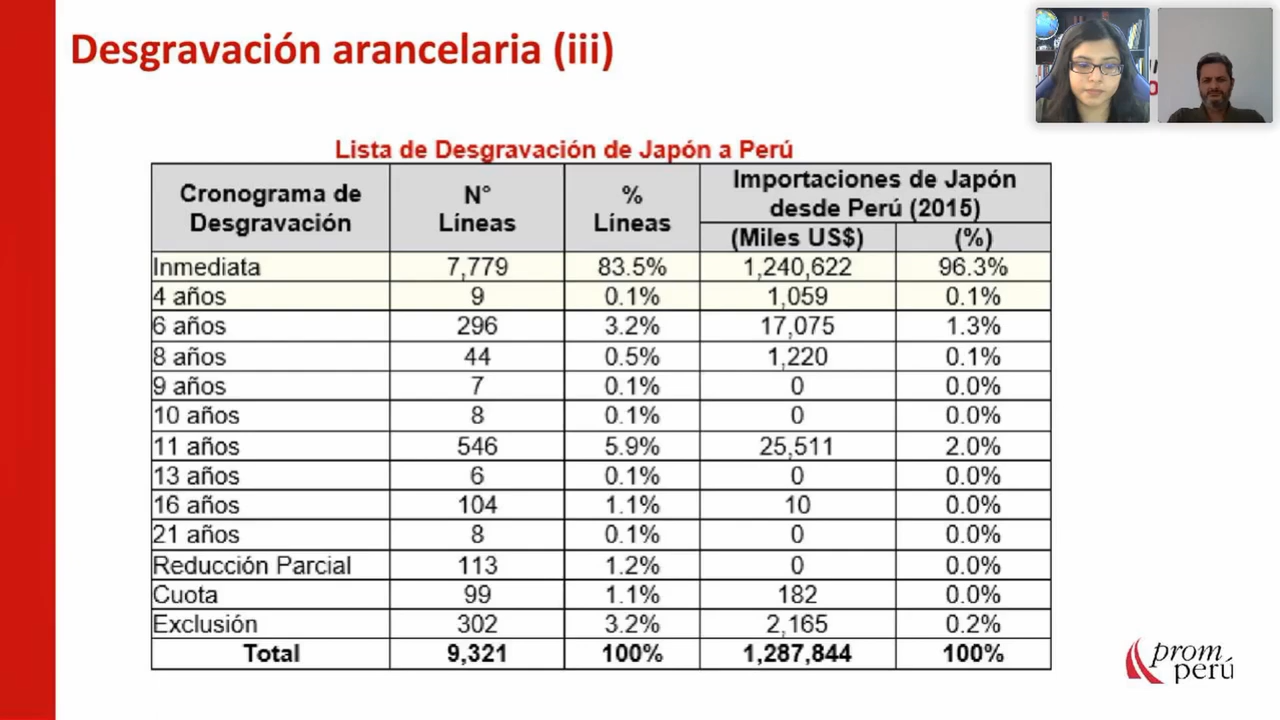 Desgravación arancelaria (iii)
Lista de Desgravación de Japón a Perú
Cronograma de Desgravación N° Líneas % Líneas Importaciones de Japón desde Perú (2015)
(Miles US$) (%)
Inmediata 7,779 83.5% 1,240,622 96.3%
4 años 9 0.1% 1,059 0.1%
6 años 296 3.2% 17,075 1.3%
8 años 44 0.5% 1,220 0.1%
9 años 7 0.1% 0 0.0%
10 años 8 0.1% 0 0.0%
11 años 546 5.9% 25,511 2.0%
13 años 6 0.1% 0 0.0%
16 años 104 1.1% 10 0.0%
21 años 8 0.1% 0 0.0%
Reducción Parcial 113 1.2% 0 0.0%
Cuota 99 1.1% 182 0.0%
Exclusión 302 3.2% 2,165 0.2%
Total 9,321 100% 1,287,844 100%
prom
perú